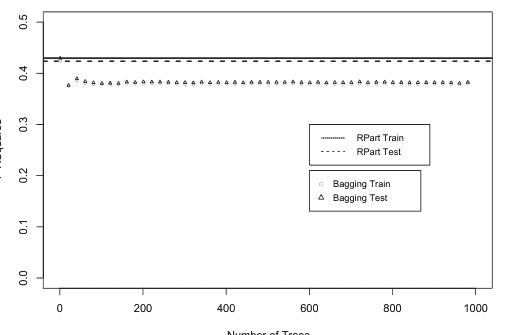 0.5
0.4
0.3
0.2
0.1
0.0
RPart Train
RPart Test
Bagging Train
Bagging Test
0 200 400 600 800 1000
Number of Trees